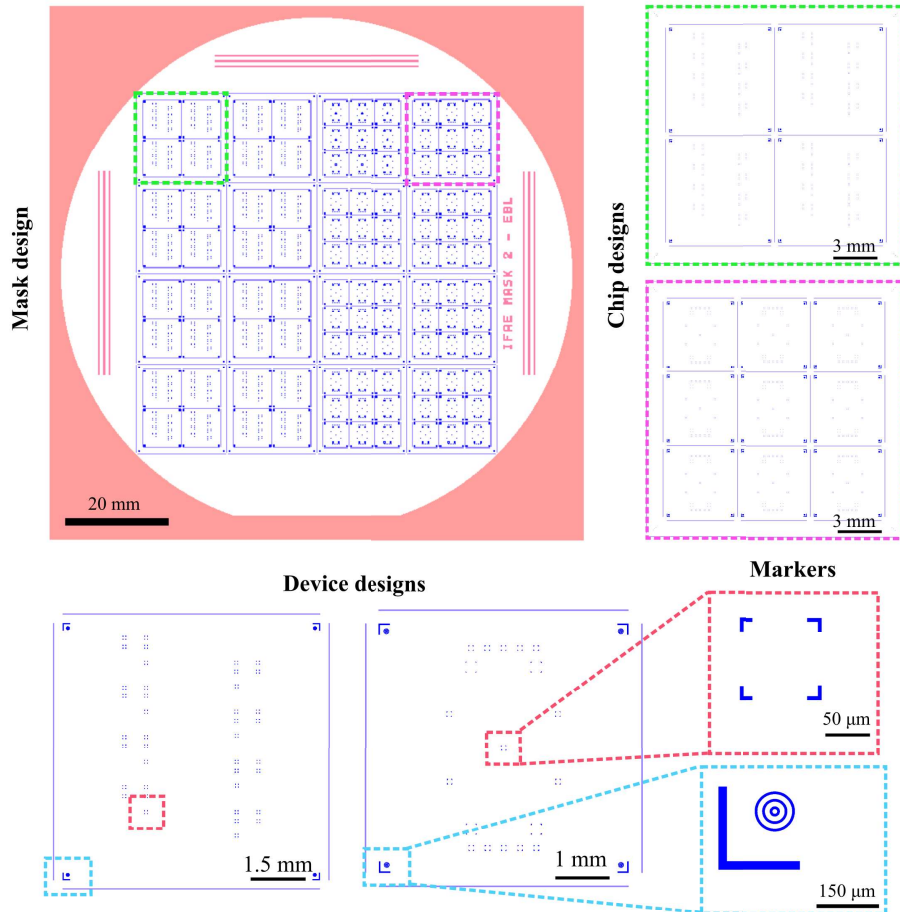 Mask design
20 mm
IFAE MASK 2 - EBL
Chip designs
3 mm
3 mm
Device designs
Markers
1.5 mm
1 mm
50 μm
150 μm